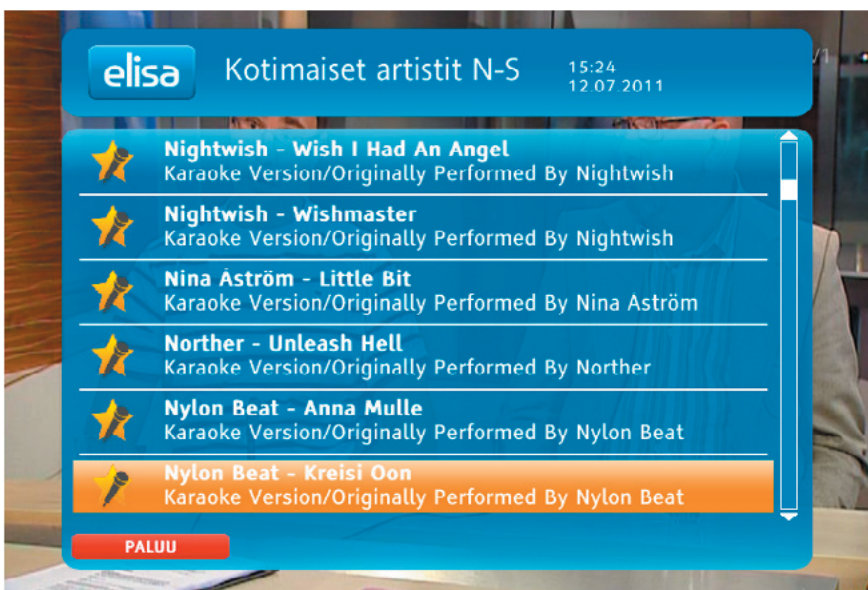 elisa
Kotimaiset artistit N-S
15:24
12.07.2011
/1
Nightwish - Wish I Had An Angel
Karaoke Version/Originally Performed By Nightwish
Nightwish - Wishmaster
Karaoke Version/Originally Performed By Nightwish
Nina Åström - Little Bit
Karaoke Version/Originally Performed By Nina Åström
Norther - Unleash Hell
Karaoke Version/Originally Performed By Norther
Nylon Beat - Anna Mulle
Karaoke Version/Originally Performed By Nylon Beat
Nylon Beat - Kreisi Oon
Karaoke Version/Originally Performed By Nylon Beat
PALUU